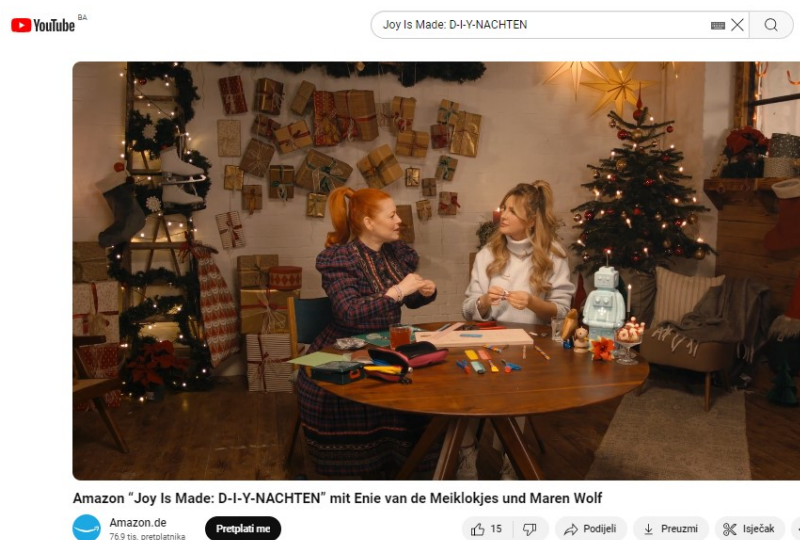 YouTube BA
Joy Is Made: D-I-Y-NACHTEN
Amazon “Joy Is Made: D-I-Y-NACHTEN” mit Enie van de Meiklokjes und Maren Wolf
Amazon.de
76,9 tis. pretplatnika
Pretplati me
15
Podijeli
Preuzmi
Isječak